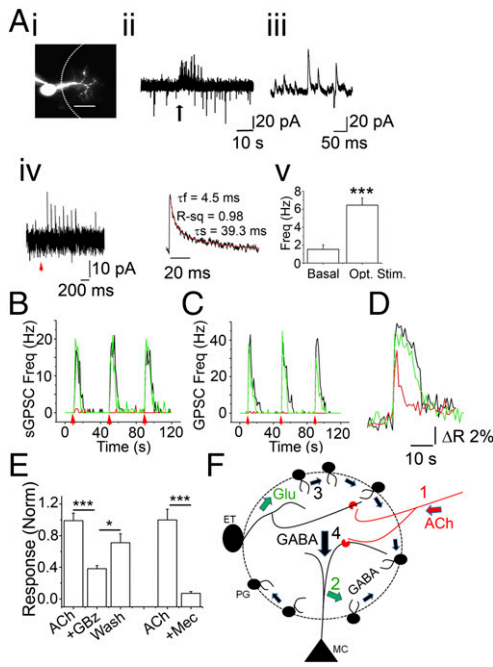 A i ii iii
20 pA
10 s
20 pA
50 ms
iv v
τf = 4.5 ms
R-sq = 0.98
τs = 39.3 ms
10 pA
200 ms
20 ms
Freq (Hz)
8
6
4
2
0
***
Basal Opt. Stim.
B C D
sGPSC Freq (Hz)
20
10
0
0 40 80 120
Time (s)
GPSC Freq (Hz)
40
20
0
0 40 80 120
Time (s)
ΔR 2%
10 s
E
Response (Norm)
1.0
0.5
0.0
***
*
***
ACh
+GBz
Wash
ACh
+Mec
F
3
1
Glu
ACh
ET
GABA
4
2
GABA
PG
MC